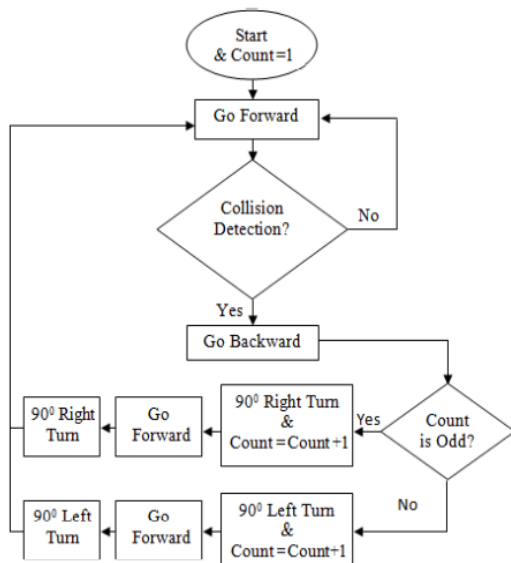 Start
& Count=1
Go Forward
Collision
Detection?
No
Yes
Go Backward
90⁰ Right
Turn
Go
Forward
90⁰ Right Turn
&
Count=Count+1
Yes
Count
is Odd?
No
90⁰ Left
Turn
Go
Forward
90⁰ Left Turn
&
Count=Count+1